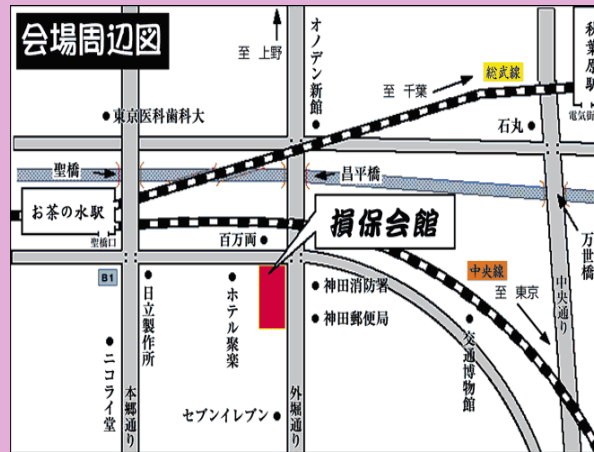 会場周辺図
至 上野
オノデン新館
至 千葉
総武線
秋葉原駅
電気街
石丸
東京医科歯科大
聖橋
昌平橋
お茶の水駅
聖橋口
百万両
損保会館
万世橋
B1
日立製作所
ホテル聚楽
神田消防署
神田郵便局
中央線
至 東京
中央通り
交通博物館
ニコライ堂
本郷通り
セブンイレブン
外堀通り